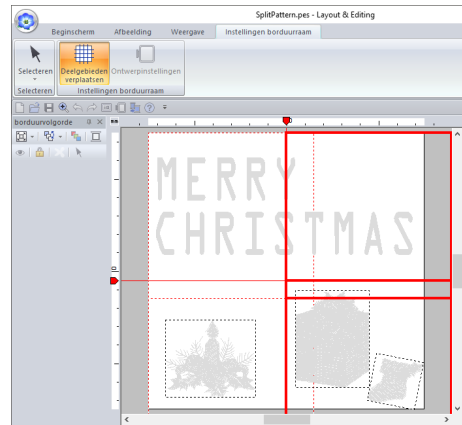 SplitPattern.pes - Layout & Editing
Beginscherm Afbeelding Weergave Instellingen borduurraam
Selecteren Deelgebieden Ontwerpinstellingen
verplaatsen
Selecteren Instellingen borduurraam
borduurvolgorde
MERRY
CHRISTMAS